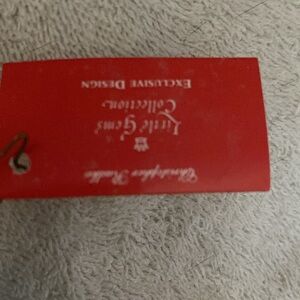 Christopher Radko
Little Gems
Collection
EXCLUSIVE DESIGN